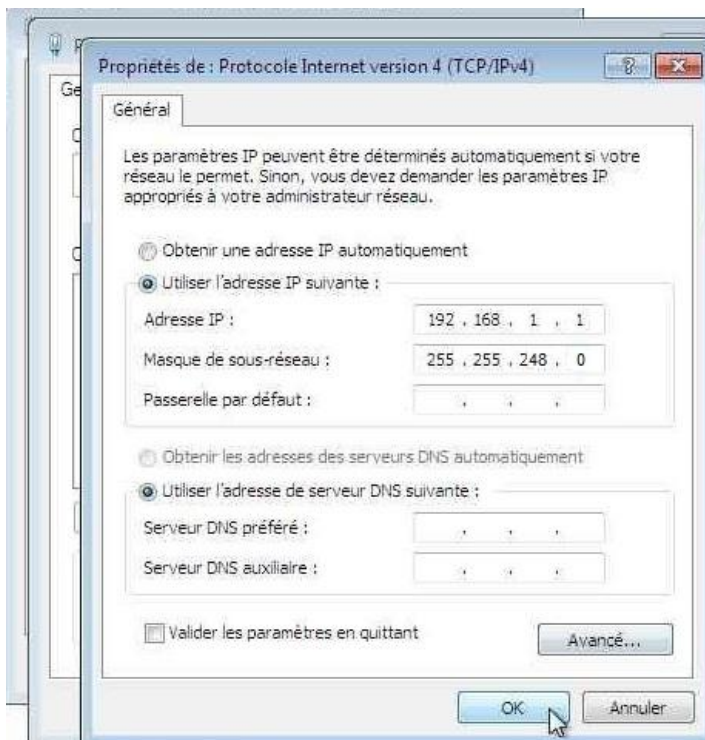 Propriétés de : Protocole Internet version 4 (TCP/IPv4)
Général
Les paramètres IP peuvent être déterminés automatiquement si votre
réseau le permet. Sinon, vous devez demander les paramètres IP
appropriés à votre administrateur réseau.
Obtenir une adresse IP automatiquement
Utiliser l'adresse IP suivante :
Adresse IP : 192 . 168 . 1 . 1
Masque de sous-réseau : 255 . 255 . 248 . 0
Passerelle par défaut : . . .
Obtenir les adresses des serveurs DNS automatiquement
Utiliser l'adresse de serveur DNS suivante :
Serveur DNS préféré : . . .
Serveur DNS auxiliaire : . . .
Valider les paramètres en quittant
Avancé...
OK Annuler